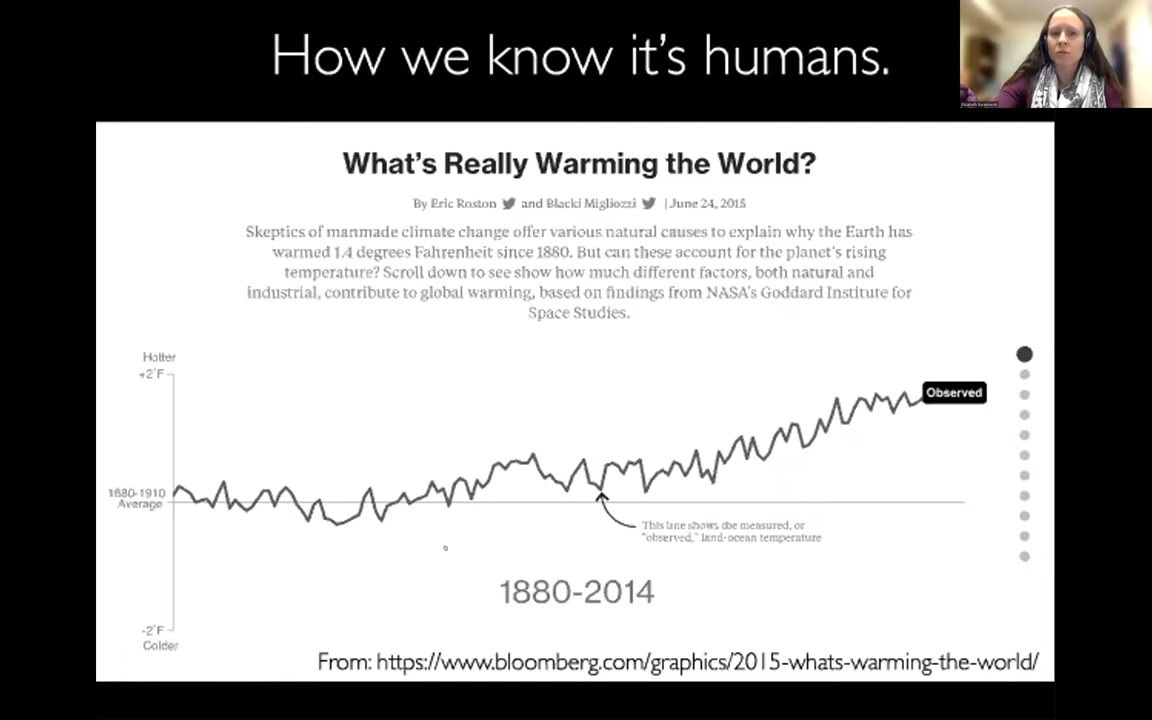 How we know it's humans.
What's Really Warming the World?
By Eric Roston and Blacki Migliozzi | June 24, 2015
Skeptics of manmade climate change offer various natural causes to explain why the Earth has
warmed 1.4 degrees Fahrenheit since 1880. But can these account for the planet's rising
temperature? Scroll down to see show how much different factors, both natural and
industrial, contribute to global warming, based on findings from NASA's Goddard Institute for
Space Studies.
Hotter
+2°F
Observed
1880-1910
Average
This line shows the measured, or
"observed," land-ocean temperature
1880-2014
-2°F
Colder
From: https://www.bloomberg.com/graphics/2015-whats-warming-the-world/